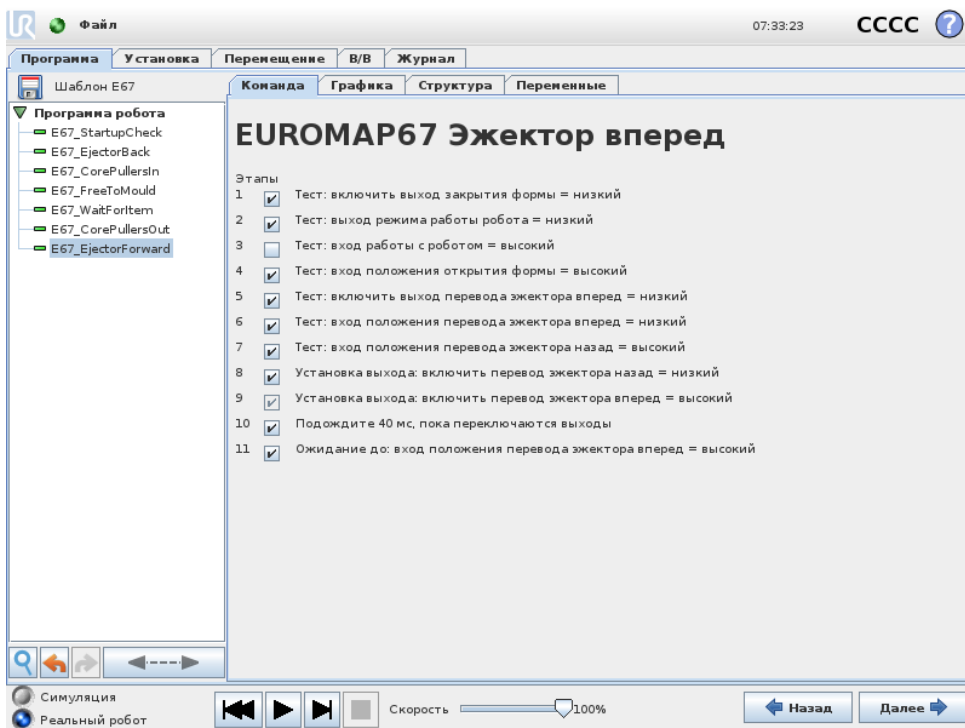 UR Файл 07:33:23 CCCC ?
Программа Установка Перемещение В/В Журнал
Шаблон E67
Команда Графика Структура Переменные
Программа робота
E67_StartupCheck
E67_EjectorBack
E67_CorePullersIn
E67_FreeToMould
E67_WaitForItem
E67_CorePullersOut
E67_EjectorForward
EUROMAP67 Эжектор вперед
Этапы
1 Тест: включить выход закрытия формы = низкий
2 Тест: выход режима работы робота = низкий
3 Тест: вход работы с роботом = высокий
4 Тест: вход положения открытия формы = высокий
5 Тест: включить выход перевода эжектора вперед = низкий
6 Тест: вход положения перевода эжектора вперед = низкий
7 Тест: вход положения перевода эжектора назад = высокий
8 Установка выхода: включить перевод эжектора назад = низкий
9 Установка выхода: включить перевод эжектора вперед = высокий
10 Подождите 40 мс, пока переключаются выходы
11 Ожидание до: вход положения перевода эжектора вперед = высокий
Симуляция
Реальный робот
Скорость 100%
Назад Далее